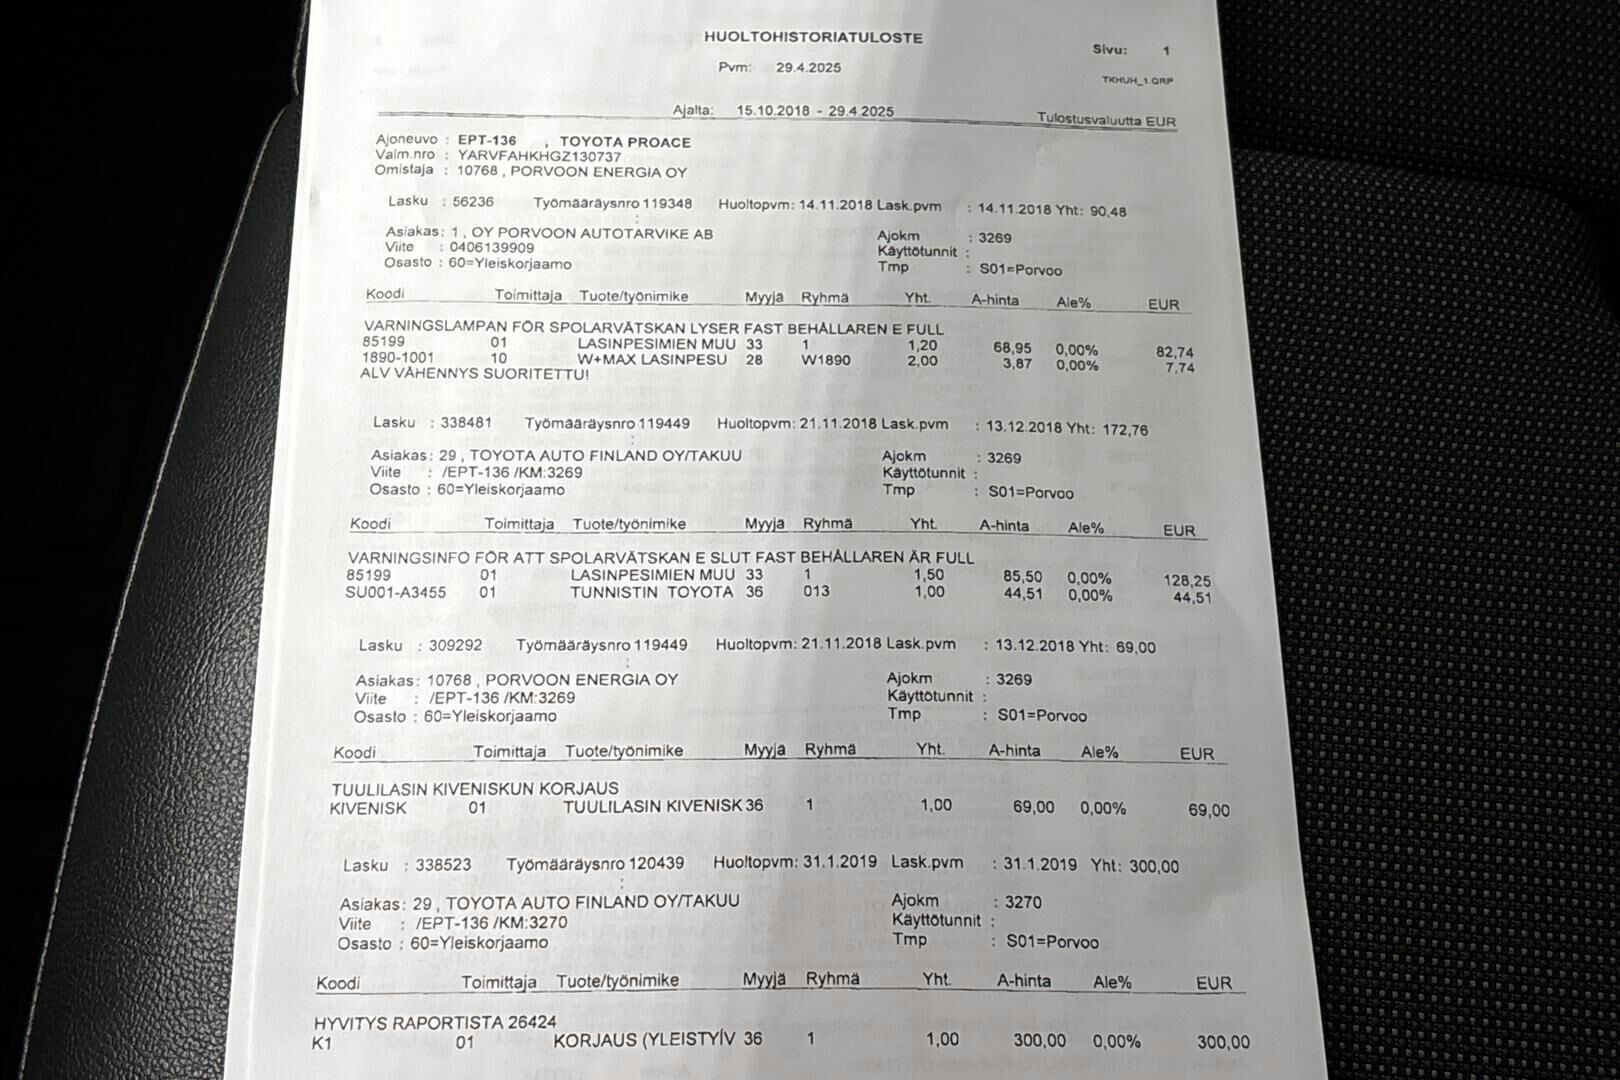 HUOLTOHISTORIATULOSTE
Sivu: 1
Pvm: 29.4.2025
TKHUH_1.QRP
Ajalta: 15.10.2018 - 29.4.2025
Tulostusvaluutta EUR
Ajoneuvo : EPT-136 , TOYOTA PROACE
Valm.nro : YARVFAHKHGZ130737
Omistaja : 10768 , PORVOON ENERGIA OY
Lasku : 56236 Työmääräysnro 119348 Huoltopvm: 14.11.2018 Lask.pvm : 14.11.2018 Yht: 90,48
:
Asiakas: 1 , OY PORVOON AUTOTARVIKE AB Ajokm : 3269
Viite : 0406139909 Käyttötunnit :
Osasto : 60=Yleiskorjaamo Tmp : S01=Porvoo
Koodi Toimittaja Tuote/työnimike Myyjä Ryhmä Yht. A-hinta Ale% EUR
VARNINGSLAMPAN FÖR SPOLARVÄTSKAN LYSER FAST BEHÅLLAREN E FULL
85199 01 LASINPESIMIEN MUU 33 1 1,20 68,95 0,00% 82,74
1890-1001 10 W+MAX LASINPESU 28 W1890 2,00 3,87 0,00% 7,74
ALV VÄHENNYS SUORITETTU!
Lasku : 338481 Työmääräysnro 119449 Huoltopvm: 21.11.2018 Lask.pvm : 13.12.2018 Yht: 172,76
:
Asiakas: 29 , TOYOTA AUTO FINLAND OY/TAKUU Ajokm : 3269
Viite : /EPT-136 /KM:3269 Käyttötunnit :
Osasto : 60=Yleiskorjaamo Tmp : S01=Porvoo
Koodi Toimittaja Tuote/työnimike Myyjä Ryhmä Yht. A-hinta Ale% EUR
VARNINGSINFO FÖR ATT SPOLARVÄTSKAN E SLUT FAST BEHÅLLAREN ÄR FULL
85199 01 LASINPESIMIEN MUU 33 1 1,50 85,50 0,00% 128,25
SU001-A3455 01 TUNNISTIN TOYOTA 36 013 1,00 44,51 0,00% 44,51
Lasku : 309292 Työmääräysnro 119449 Huoltopvm: 21.11.2018 Lask.pvm : 13.12.2018 Yht: 69,00
:
Asiakas: 10768 , PORVOON ENERGIA OY Ajokm : 3269
Viite : /EPT-136 /KM:3269 Käyttötunnit :
Osasto : 60=Yleiskorjaamo Tmp : S01=Porvoo
Koodi Toimittaja Tuote/työnimike Myyjä Ryhmä Yht. A-hinta Ale% EUR
TUULILASIN KIVENISKUN KORJAUS
KIVENISK 01 TUULILASIN KIVENISK 36 1 1,00 69,00 0,00% 69,00
Lasku : 338523 Työmääräysnro 120439 Huoltopvm: 31.1.2019 Lask.pvm : 31.1.2019 Yht: 300,00
:
Asiakas: 29 , TOYOTA AUTO FINLAND OY/TAKUU Ajokm : 3270
Viite : /EPT-136 /KM:3270 Käyttötunnit :
Osasto : 60=Yleiskorjaamo Tmp : S01=Porvoo
Koodi Toimittaja Tuote/työnimike Myyjä Ryhmä Yht. A-hinta Ale% EUR
HYVITYS RAPORTISTA 26424
K1 01 KORJAUS (YLEISTYÖV 36 1 1,00 300,00 0,00% 300,00